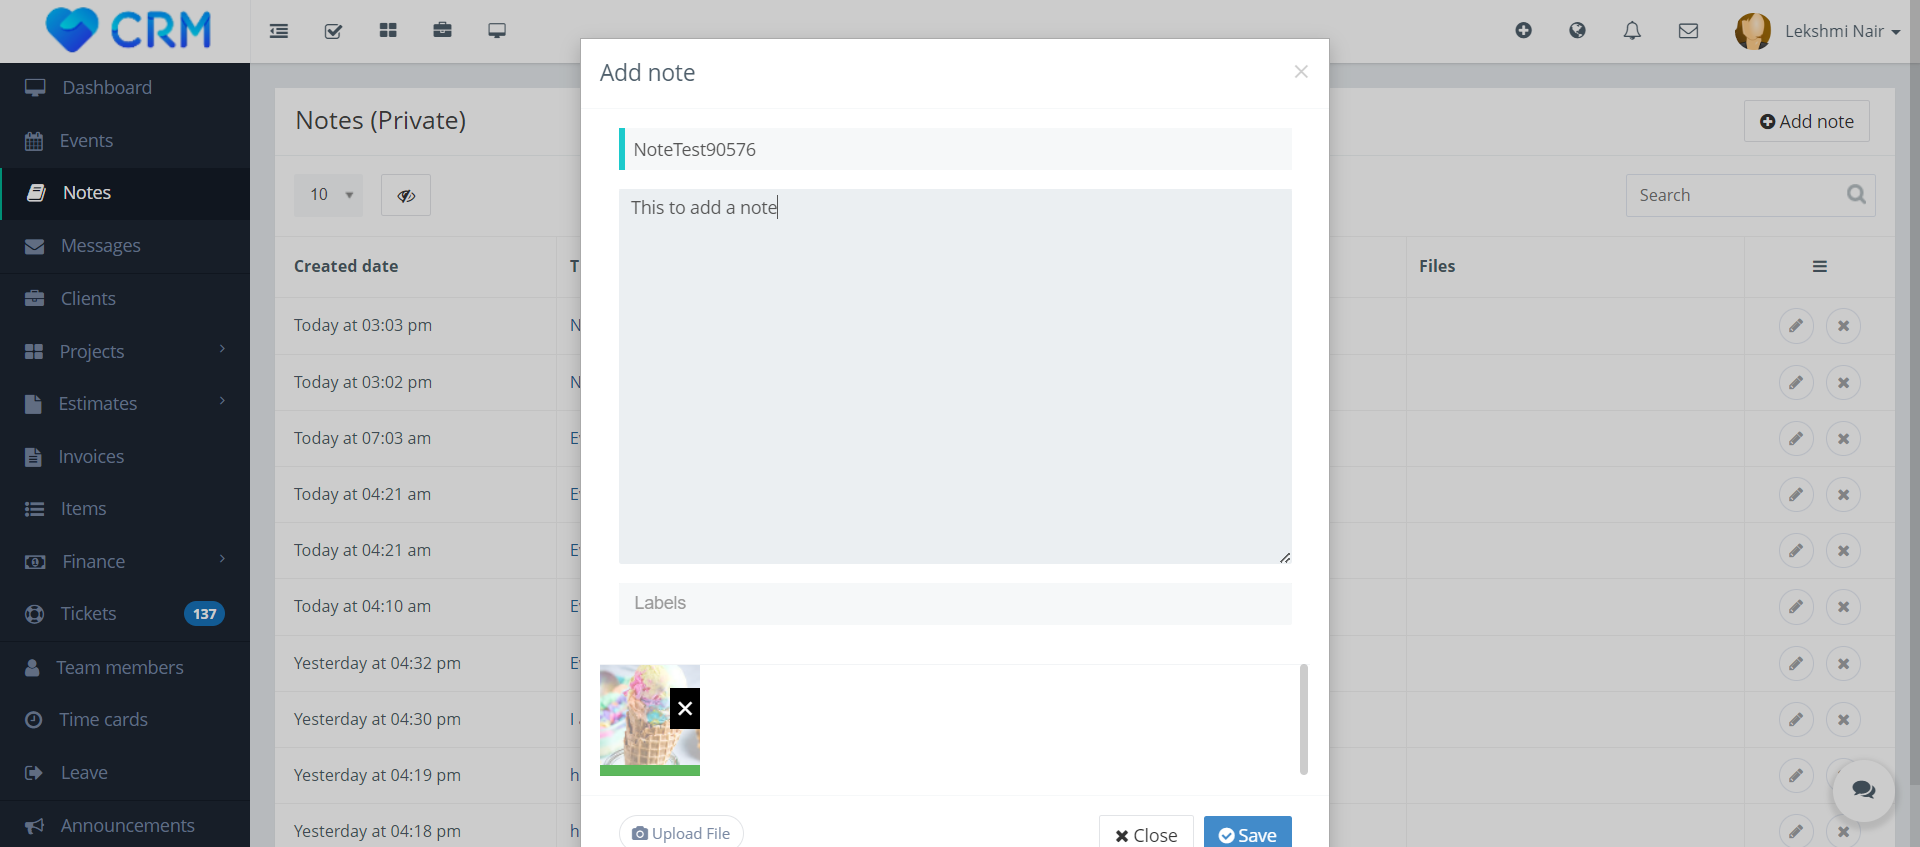 CRM
Lekshmi Nair
Dashboard
Events
Notes
Messages
Clients
Projects
Estimates
Invoices
Items
Finance
Tickets 137
Team members
Time cards
Leave
Announcements
Notes (Private)
Add note
10
Search
Created date T Files
Today at 03:03 pm N
Today at 03:02 pm N
Today at 07:03 am E
Today at 04:21 am E
Today at 04:21 am E
Today at 04:10 am E
Yesterday at 04:32 pm E
Yesterday at 04:30 pm I
Yesterday at 04:19 pm h
Yesterday at 04:18 pm h
Add note
NoteTest90576
This to add a note
Labels
Upload File
Close
Save